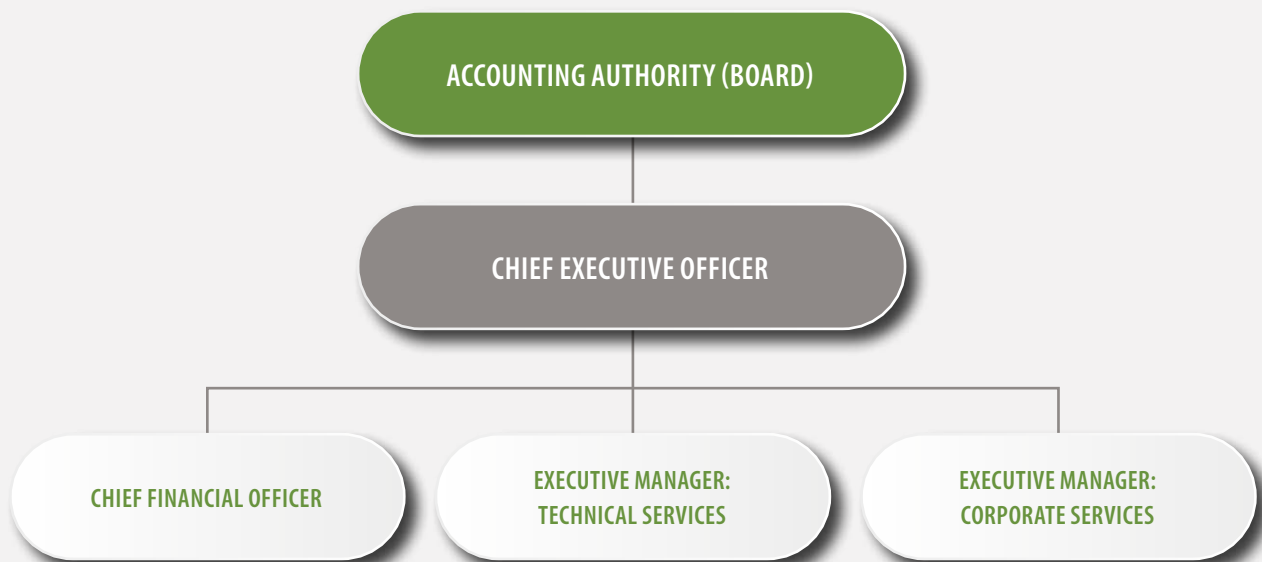 ACCOUNTING AUTHORITY (BOARD)
CHIEF EXECUTIVE OFFICER
CHIEF FINANCIAL OFFICER
EXECUTIVE MANAGER:
TECHNICAL SERVICES
EXECUTIVE MANAGER:
CORPORATE SERVICES